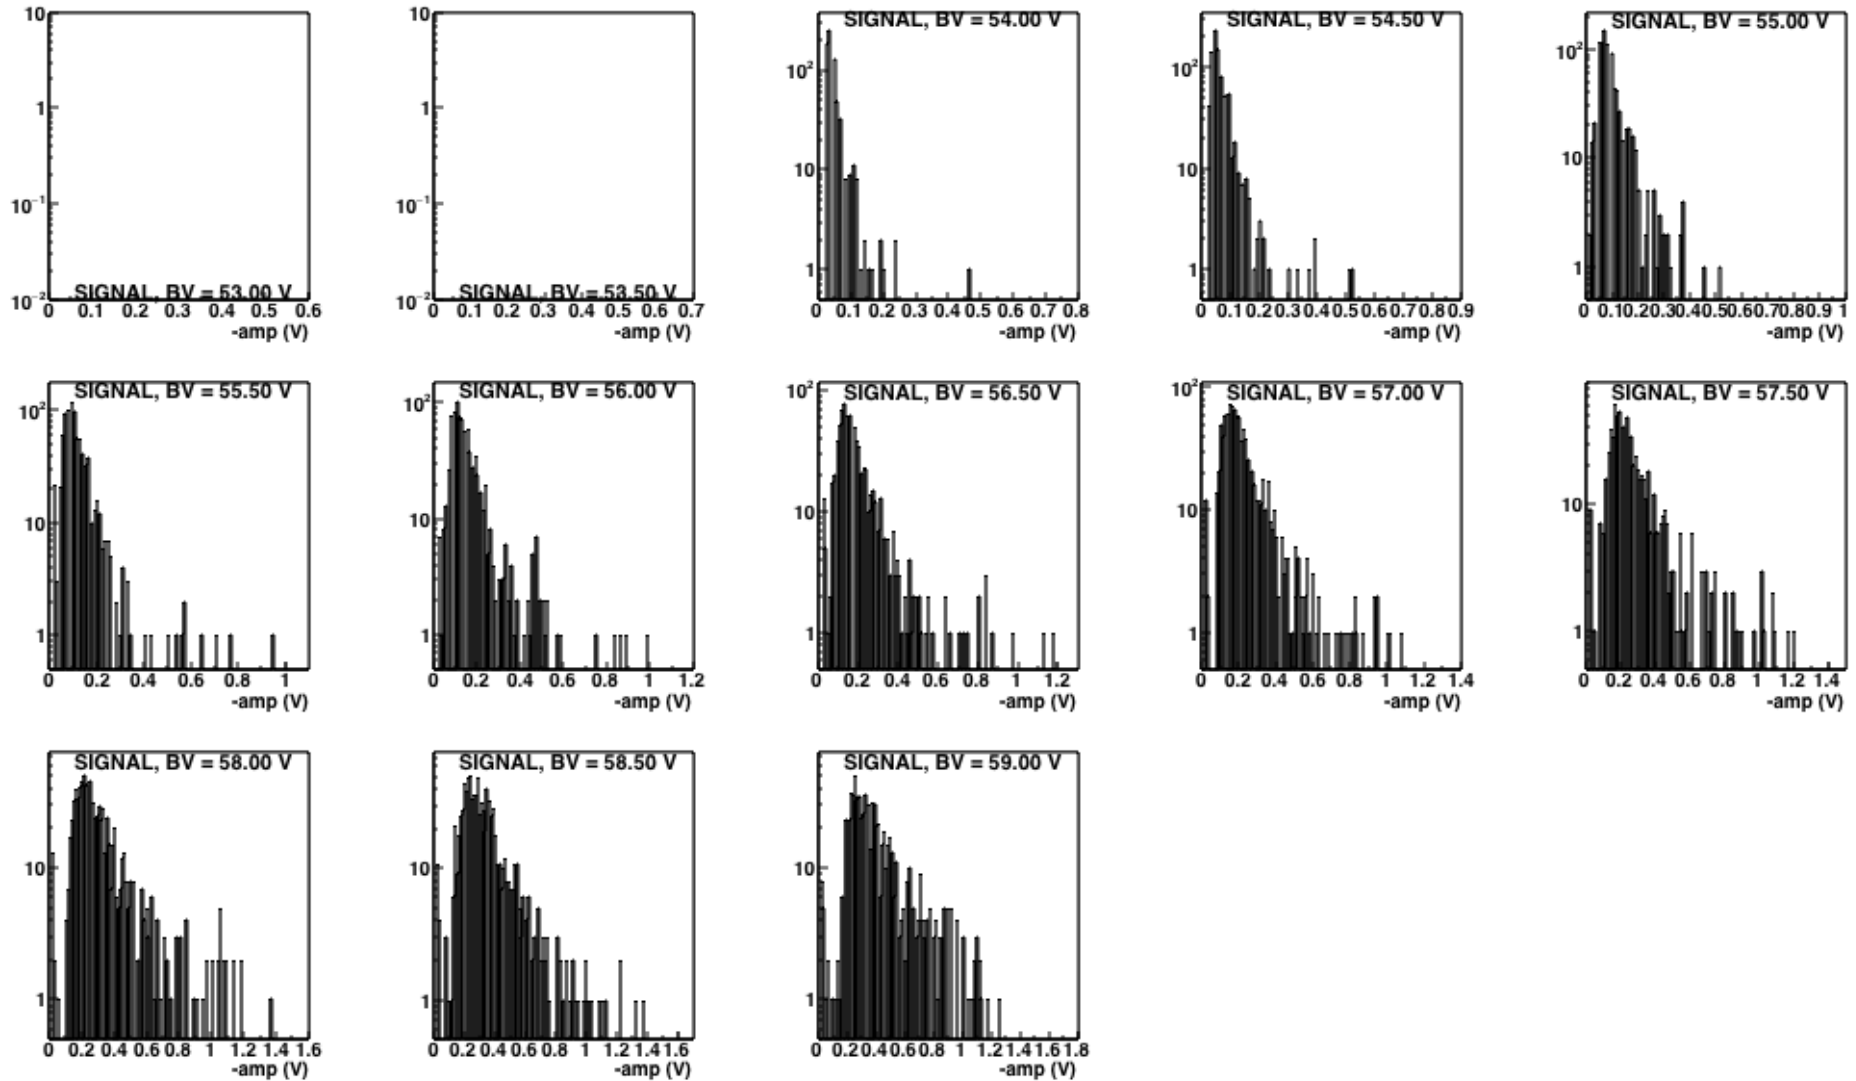 SIGNAL, BV = 53.00 V
10
1
10⁻¹
10⁻²
0 0.1 0.2 0.3 0.4 0.5 0.6
-amp (V)
SIGNAL, BV = 53.50 V
10
1
10⁻¹
10⁻²
0 0.1 0.2 0.3 0.4 0.5 0.6 0.7
-amp (V)
SIGNAL, BV = 54.00 V
10²
10
1
0 0.1 0.2 0.3 0.4 0.5 0.6 0.7 0.8
-amp (V)
SIGNAL, BV = 54.50 V
10²
10
1
0 0.1 0.2 0.3 0.4 0.5 0.6 0.7 0.8 0.9
-amp (V)
SIGNAL, BV = 55.00 V
10²
10
1
0 0.1 0.2 0.3 0.4 0.5 0.6 0.7 0.8 0.9 1
-amp (V)
SIGNAL, BV = 55.50 V
10²
10
1
0 0.2 0.4 0.6 0.8 1
-amp (V)
SIGNAL, BV = 56.00 V
10²
10
1
0 0.2 0.4 0.6 0.8 1 1.2
-amp (V)
SIGNAL, BV = 56.50 V
10²
10
1
0 0.2 0.4 0.6 0.8 1 1.2
-amp (V)
SIGNAL, BV = 57.00 V
10²
10
1
0 0.2 0.4 0.6 0.8 1 1.2 1.4
-amp (V)
SIGNAL, BV = 57.50 V
10
1
0 0.2 0.4 0.6 0.8 1 1.2 1.4
-amp (V)
SIGNAL, BV = 58.00 V
10
1
0 0.2 0.4 0.6 0.8 1 1.2 1.4 1.6
-amp (V)
SIGNAL, BV = 58.50 V
10
1
0 0.2 0.4 0.6 0.8 1 1.2 1.4 1.6
-amp (V)
SIGNAL, BV = 59.00 V
10
1
0 0.2 0.4 0.6 0.8 1 1.2 1.4 1.6 1.8
-amp (V)